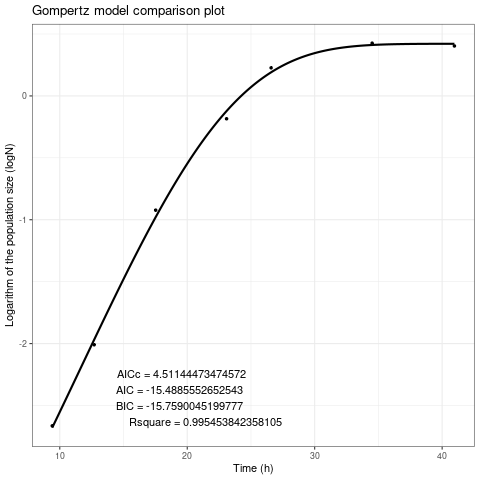 Gompertz model comparison plot
Logarithm of the population size (logN)
0
-1
-2
AICc = 4.51144473474572
AIC = -15.4885552652543
BIC = -15.7590045199777
Rsquare = 0.995453842358105
10 20 30 40
Time (h)